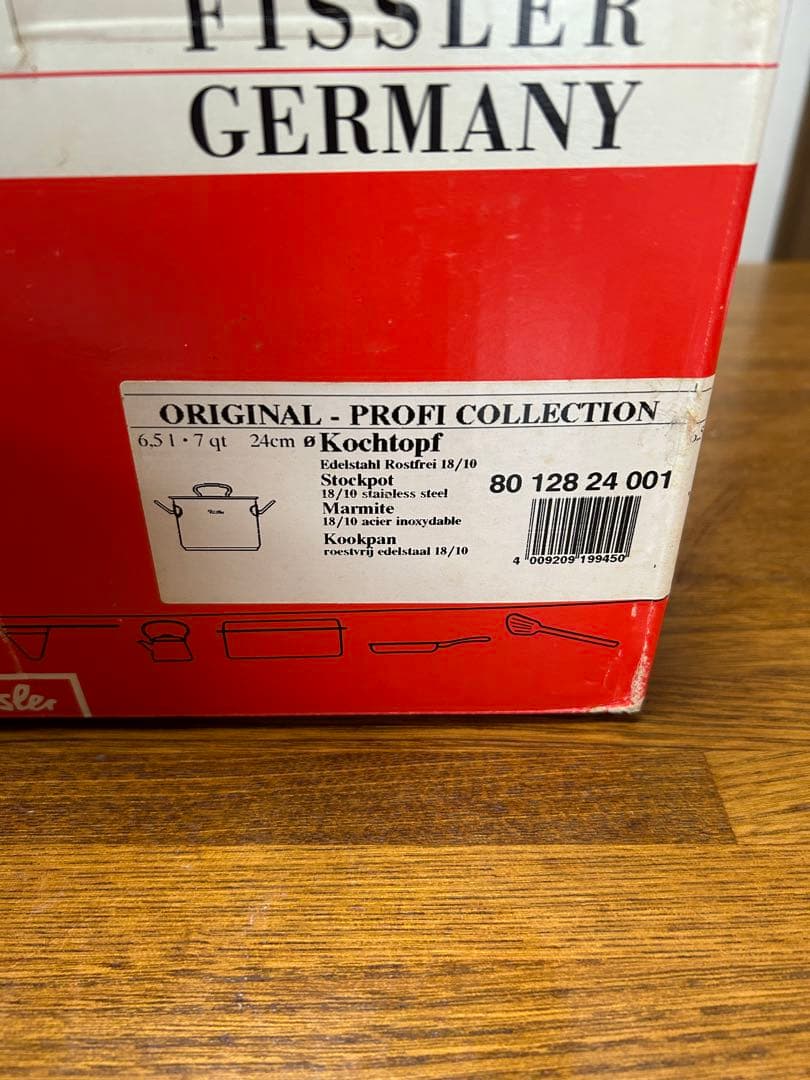 FISSLER
GERMANY
ORIGINAL - PROFI COLLECTION
6,5 l • 7 qt 24cm ø Kochtopf
Edelstahl Rostfrei 18/10
Stockpot
18/10 stainless steel
Marmite
18/10 acier inoxydable
Kookpan
roestvrij edelstaal 18/10
80 128 24 001
4 009209 199450